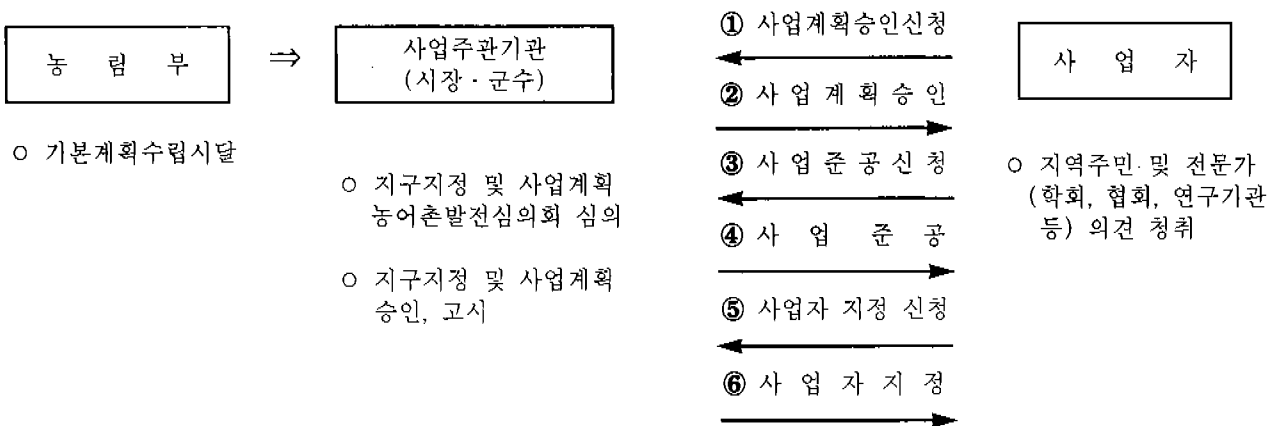 농 림 부
⇒
사업주관기관
(시장·군수)
① 사업계획승인신청
② 사 업 계 획 승 인
③ 사 업 준 공 신 청
④ 사 업 준 공
⑤ 사업자 지정 신청
⑥ 사 업 자 지 정
사 업 자
○ 기본계획수립시달
○ 지구지정 및 사업계획
농어촌발전심의회 심의
○ 지구지정 및 사업계획
승인, 고시
○ 지역주민 및 전문가
(학회, 협회, 연구기관
등) 의견 청취